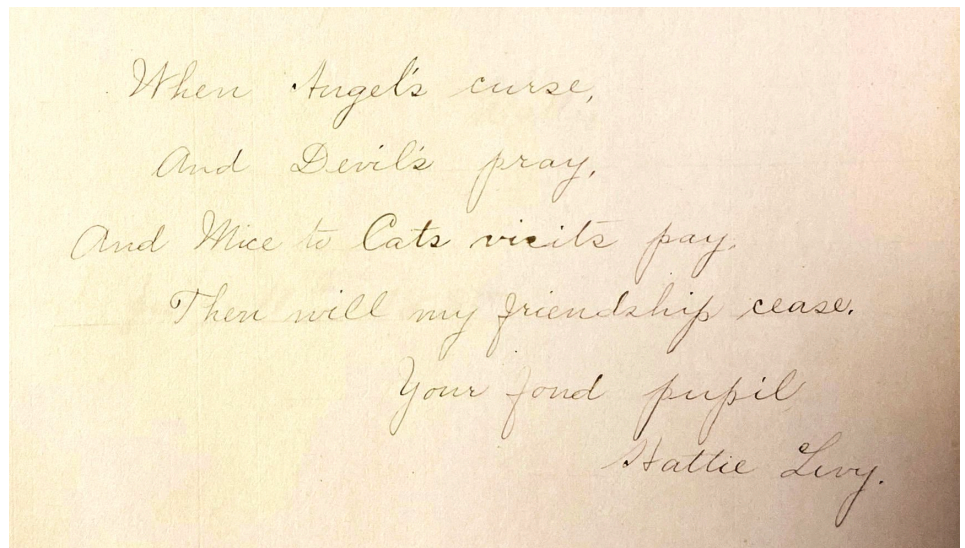 When Angel's curse,
And Devil's pray,
And Mice to Cats visits pay,
Then will my friendship cease.
Your fond pupil
Hattie Levy.